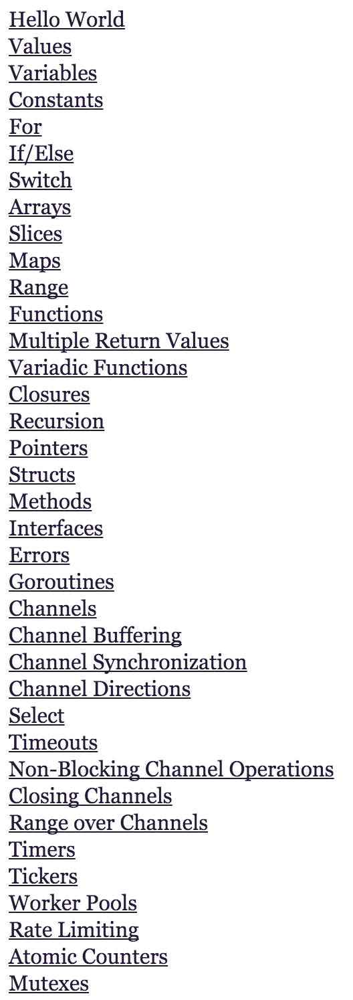 Hello World
Values
Variables
Constants
For
If/Else
Switch
Arrays
Slices
Maps
Range
Functions
Multiple Return Values
Variadic Functions
Closures
Recursion
Pointers
Structs
Methods
Interfaces
Errors
Goroutines
Channels
Channel Buffering
Channel Synchronization
Channel Directions
Select
Timeouts
Non-Blocking Channel Operations
Closing Channels
Range over Channels
Timers
Tickers
Worker Pools
Rate Limiting
Atomic Counters
Mutexes